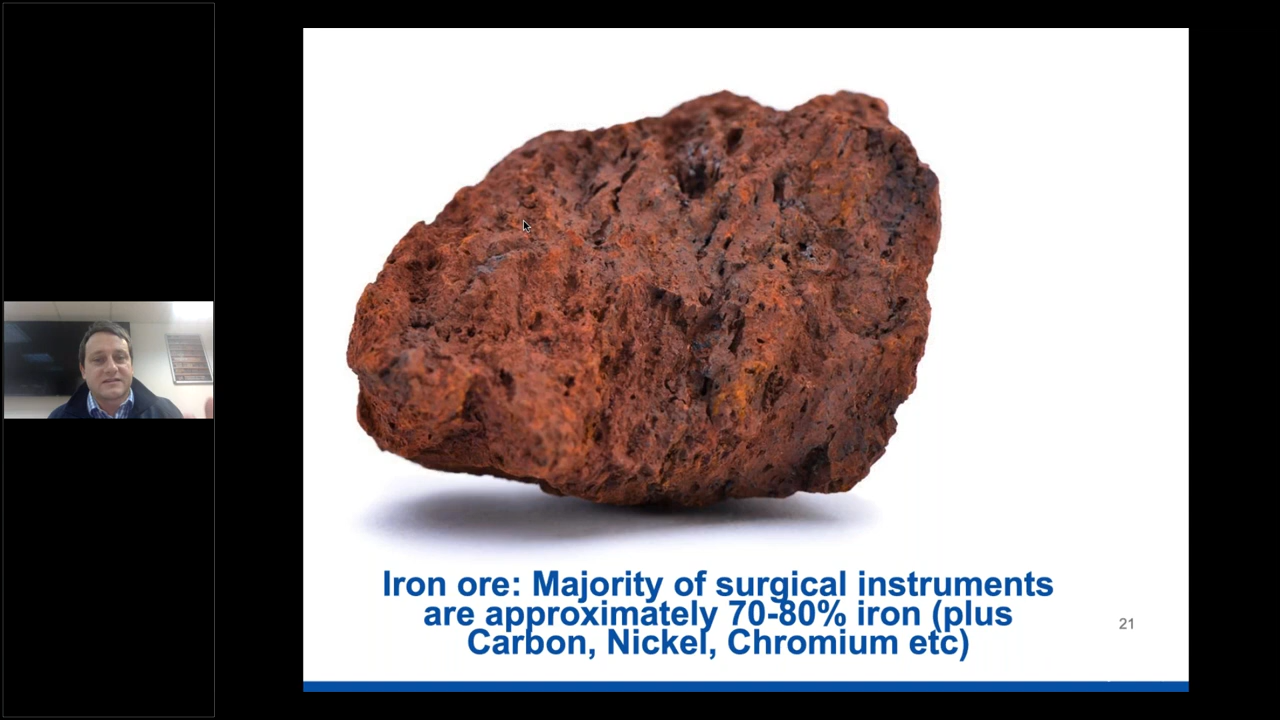 Iron ore: Majority of surgical instruments
are approximately 70-80% iron (plus
Carbon, Nickel, Chromium etc)
21